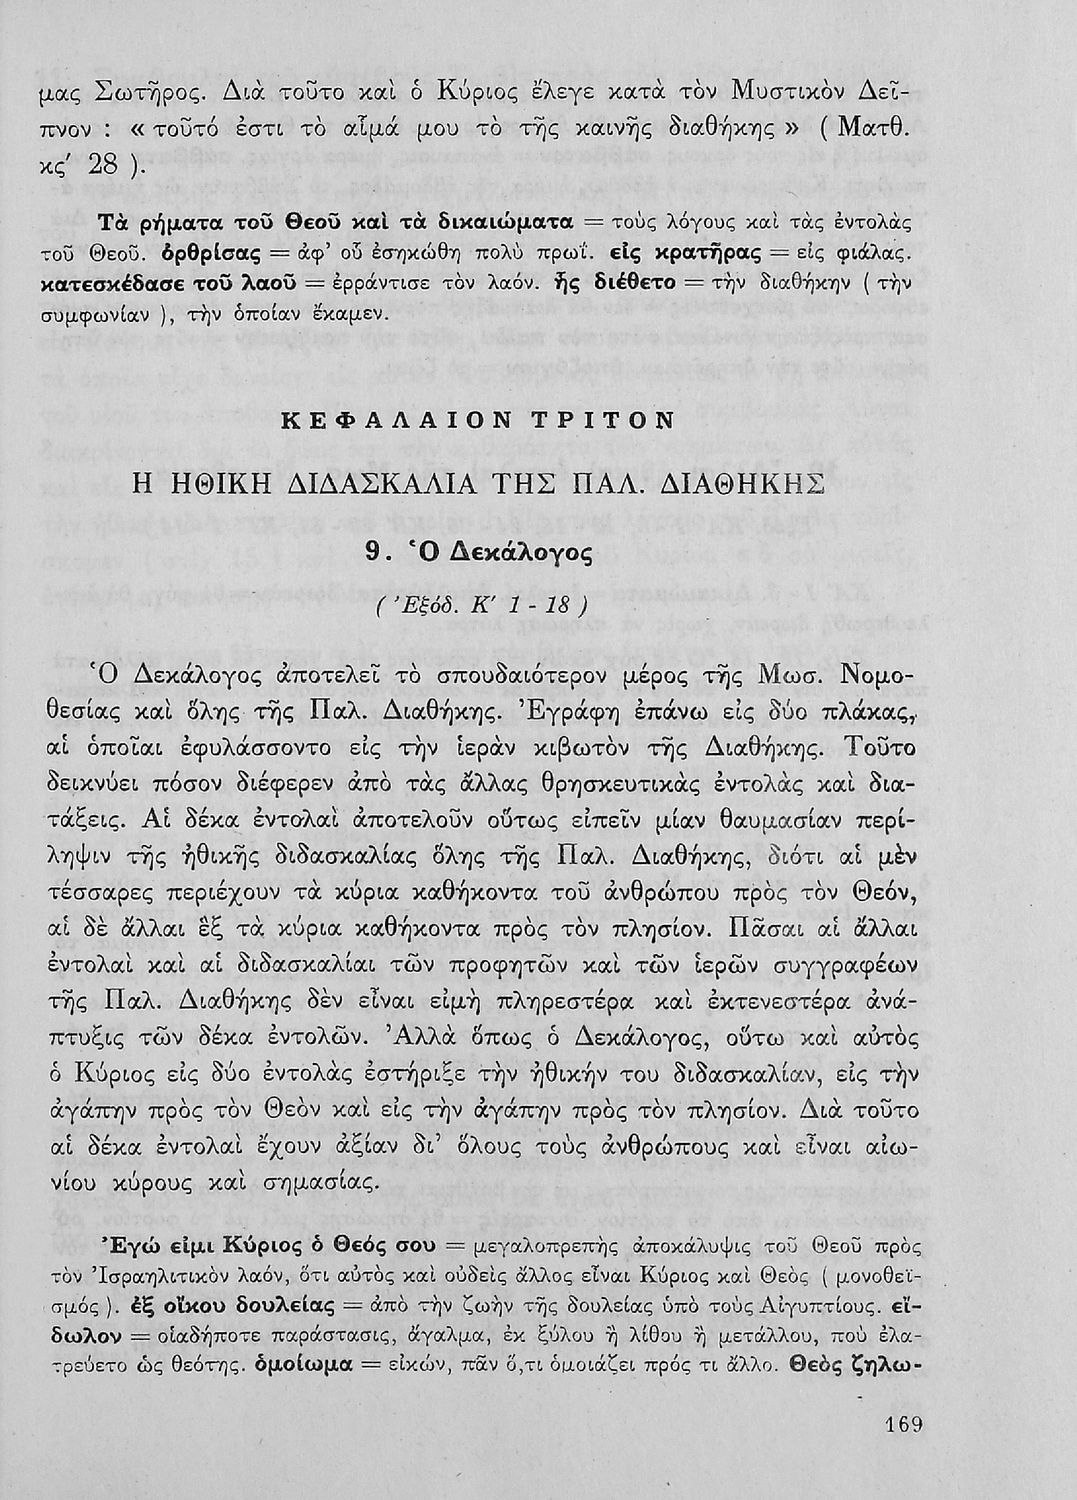 μας Σωτῆρος. Διὰ τοῦτο καὶ ὁ Κύριος ἔλεγε κατὰ τὸν Μυστικὸν Δεῖ-
πνον : « τοῦτό ἐστι τὸ αἷμά μου τὸ τῆς καινῆς διαθήκης » ( Ματθ.
κς′ 28 ).
Τὰ ρήματα τοῦ Θεοῦ καὶ τὰ δικαιώματα = τοὺς λόγους καὶ τὰς ἐντολὰς
τοῦ Θεοῦ. ὀρθρίσας = ἀφ’ οὗ ἐσηκώθη πολὺ πρωΐ. εἰς κρατῆρας = εἰς φιάλας.
κατεσκέδασε τοῦ λαοῦ = ἐρράντισε τὸν λαόν. ἧς διέθετο = τὴν διαθήκην ( τὴν
συμφωνίαν ), τὴν ὁποίαν ἔκαμεν.
ΚΕΦΑΛΑΙΟΝ ΤΡΙΤΟΝ
Η ΗΘΙΚΗ ΔΙΔΑΣΚΑΛΙΑ ΤΗΣ ΠΑΛ. ΔΙΑΘΗΚΗΣ
9. Ὁ Δεκάλογος
( Ἐξόδ. Κ′ 1 - 18 )
Ὁ Δεκάλογος ἀποτελεῖ τὸ σπουδαιότερον μέρος τῆς Μωσ. Νομο-
θεσίας καὶ ὅλης τῆς Παλ. Διαθήκης. Ἐγράφη ἐπάνω εἰς δύο πλάκας,
αἱ ὁποῖαι ἐφυλάσσοντο εἰς τὴν ἱερὰν κιβωτὸν τῆς Διαθήκης. Τοῦτο
δεικνύει πόσον διέφερεν ἀπὸ τὰς ἄλλας θρησκευτικὰς ἐντολὰς καὶ δια-
τάξεις. Αἱ δέκα ἐντολαὶ ἀποτελοῦν οὕτως εἰπεῖν μίαν θαυμασίαν περί-
ληψιν τῆς ἠθικῆς διδασκαλίας ὅλης τῆς Παλ. Διαθήκης, διότι αἱ μὲν
τέσσαρες περιέχουν τὰ κύρια καθήκοντα τοῦ ἀνθρώπου πρὸς τὸν Θεόν,
αἱ δὲ ἄλλαι ἓξ τὰ κύρια καθήκοντα πρὸς τὸν πλησίον. Πᾶσαι αἱ ἄλλαι
ἐντολαὶ καὶ αἱ διδασκαλίαι τῶν προφητῶν καὶ τῶν ἱερῶν συγγραφέων
τῆς Παλ. Διαθήκης δὲν εἶναι εἰμὴ πληρεστέρα καὶ ἐκτενεστέρα ἀνά-
πτυξις τῶν δέκα ἐντολῶν. Ἀλλὰ ὅπως ὁ Δεκάλογος, οὕτω καὶ αὐτὸς
ὁ Κύριος εἰς δύο ἐντολὰς ἐστήριξε τὴν ἠθικήν του διδασκαλίαν, εἰς τὴν
ἀγάπην πρὸς τὸν Θεὸν καὶ εἰς τὴν ἀγάπην πρὸς τὸν πλησίον. Διὰ τοῦτο
αἱ δέκα ἐντολαὶ ἔχουν ἀξίαν δι’ ὅλους τοὺς ἀνθρώπους καὶ εἶναι αἰω-
νίου κύρους καὶ σημασίας.
Ἐγώ εἰμι Κύριος ὁ Θεός σου = μεγαλοπρεπὴς ἀποκάλυψις τοῦ Θεοῦ πρὸς
τὸν Ἰσραηλιτικὸν λαόν, ὅτι αὐτὸς καὶ οὐδεὶς ἄλλος εἶναι Κύριος καὶ Θεὸς ( μονοθεϊ-
σμός ). ἐξ οἴκου δουλείας = ἀπὸ τὴν ζωὴν τῆς δουλείας ὑπὸ τοὺς Αἰγυπτίους. εἴ-
δωλον = οἱαδήποτε παράστασις, ἄγαλμα, ἐκ ξύλου ἢ λίθου ἢ μετάλλου, ποὺ ἐλα-
τρεύετο ὡς θεότης. ὁμοίωμα = εἰκών, πᾶν ὅ,τι ὁμοιάζει πρός τι ἄλλο. Θεὸς ζηλω-
169